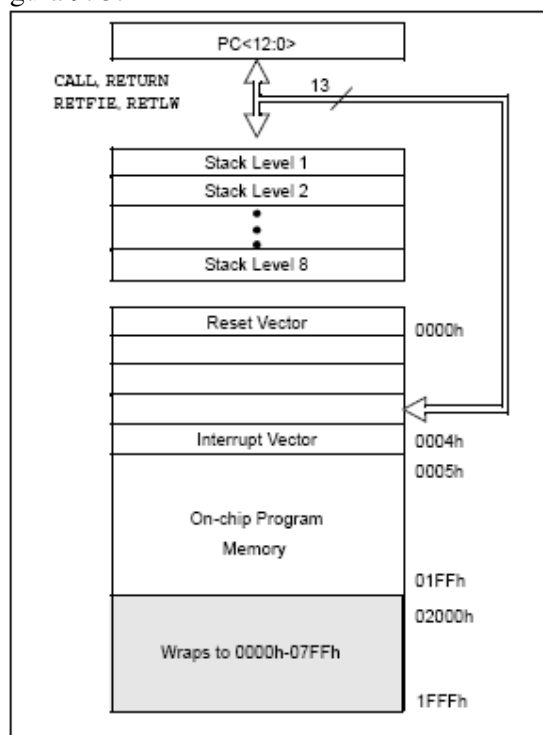 PC<12:0>
CALL, RETURN
RETFIE, RETLW
13
Stack Level 1
Stack Level 2
Stack Level 8
Reset Vector
0000h
Interrupt Vector
0004h
0005h
On-chip Program
Memory
01FFh
02000h
Wraps to 0000h-07FFh
1FFFh